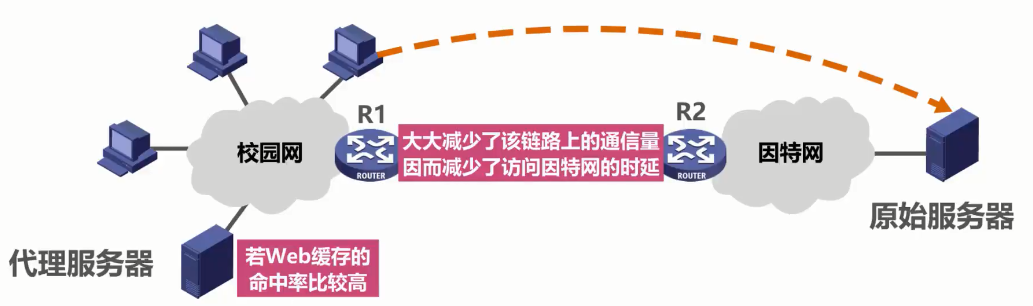 R1
R2
校园网
大大减少了该链路上的通信量
因而减少了访问因特网的时延
因特网
ROUTER
ROUTER
原始服务器
代理服务器
若Web缓存的
命中率比较高